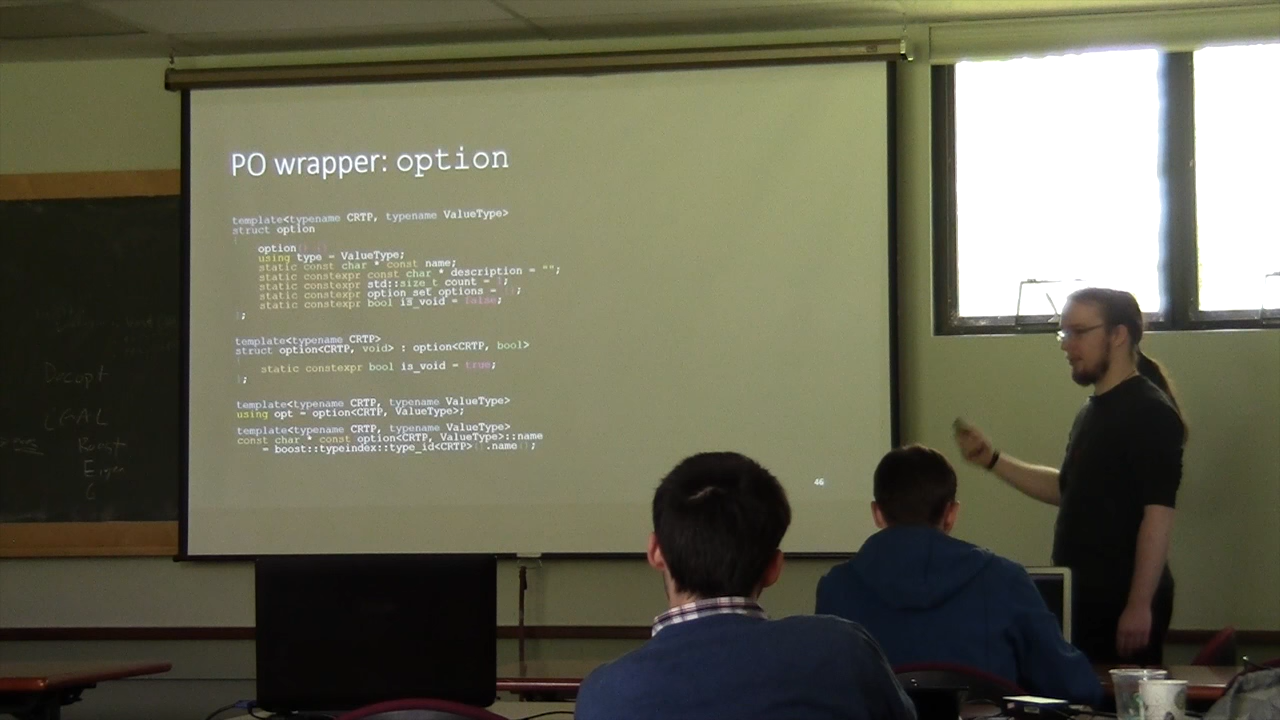 PO wrapper: option
template<typename CRTP, typename ValueType>
struct option
{
option(){}
using type = ValueType;
static const char * const name;
static constexpr const char * description = "";
static constexpr std::size_t count = 1;
static constexpr option_set options = {};
static constexpr bool is_void = false;
};
template<typename CRTP>
struct option<CRTP, void> : option<CRTP, bool>
{
static constexpr bool is_void = true;
};
template<typename CRTP, typename ValueType>
using opt = option<CRTP, ValueType>;
template<typename CRTP, typename ValueType>
const char * const option<CRTP, ValueType>::name
= boost::typeindex::type_id<CRTP>().name();
46
LEAL